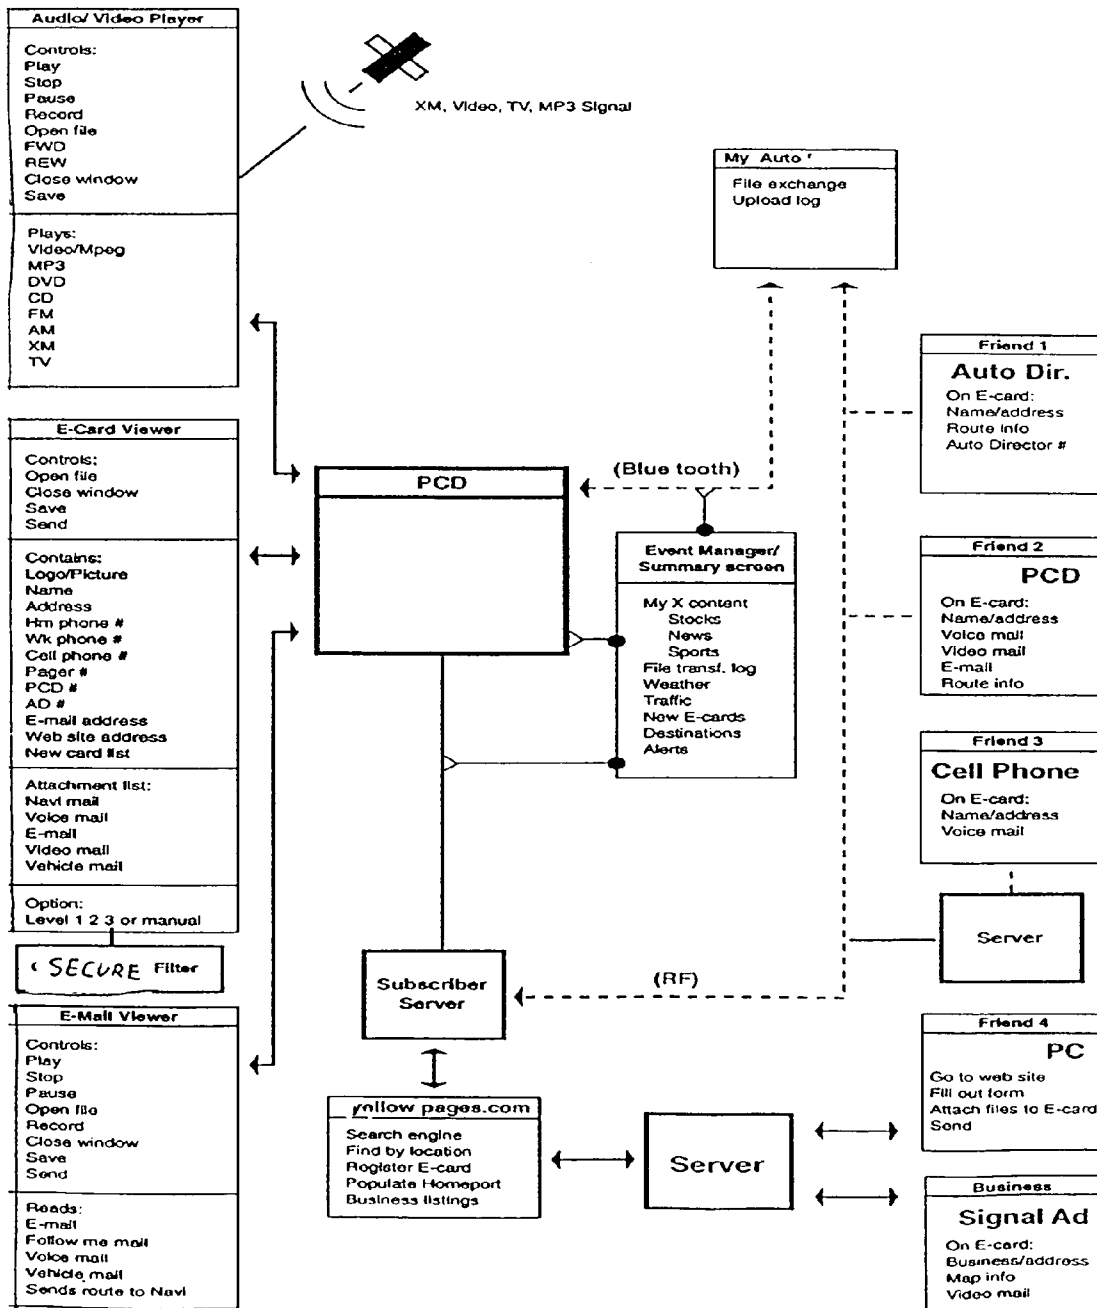 Audio/ Video Player
Controls:
Play
Stop
Pause
Record
Open file
FWD
REW
Close window
Save
Plays:
Video/Mpeg
MP3
DVD
CD
FM
AM
XM
TV
XM, Video, TV, MP3 Signal
My Auto
File exchange
Upload log
E-Card Viewer
Controls:
Open file
Close window
Save
Send
Contains:
Logo/Picture
Name
Address
Hm phone #
Wk phone #
Cell phone #
Pager #
PCD #
AD #
E-mail address
Web site address
New card list
Attachment list:
Navi mail
Voice mail
E-mail
Video mail
Vehicle mail
Option:
Level 1 2 3 or manual
SECURE Filter
E-Mail Viewer
Controls:
Play
Stop
Pause
Open file
Record
Close window
Save
Send
Reads:
E-mail
Follow me mail
Voice mail
Vehicle mail
Sends route to Navi
PCD
(Blue tooth)
Event Manager/
Summary screen
My X content
Stocks
News
Sports
File transf. log
Weather
Traffic
New E-cards
Destinations
Alerts
Subscriber
Server
(RF)
yellow pages.com
Search engine
Find by location
Register E-card
Populate Homeport
Business listings
Server
Friend 1
Auto Dir.
On E-card:
Name/address
Route info
Auto Director #
Friend 2
PCD
On E-card:
Name/address
Voice mail
Video mail
E-mail
Route info
Friend 3
Cell Phone
On E-card:
Name/address
Voice mail
Server
Friend 4
PC
Go to web site
Fill out form
Attach files to E-card
Send
Business
Signal Ad
On E-card:
Business/address
Map info
Video mail